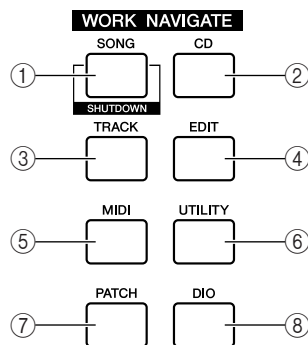 WORK NAVIGATE
SONG CD
① ②
SHUTDOWN
TRACK EDIT
③ ④
MIDI UTILITY
⑤ ⑥
PATCH DIO
⑦ ⑧